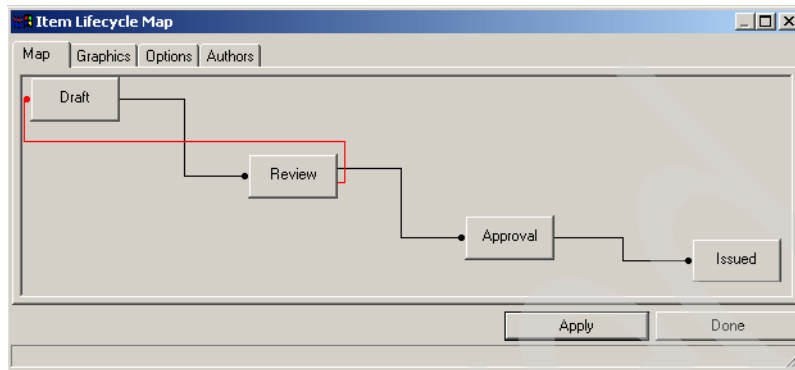 Item Lifecycle Map
Map Graphics Options Authors
Draft
Review
Approval
Issued
Apply Done